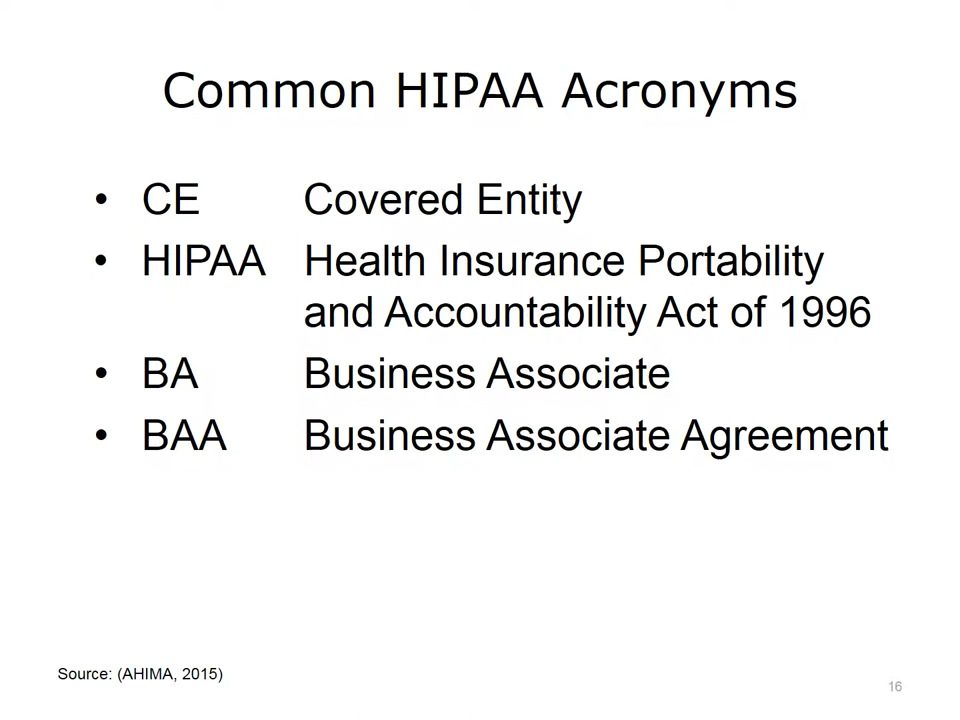 Common HIPAA Acronyms
• CE Covered Entity
• HIPAA Health Insurance Portability
and Accountability Act of 1996
• BA Business Associate
• BAA Business Associate Agreement
Source: (AHIMA, 2015)
16